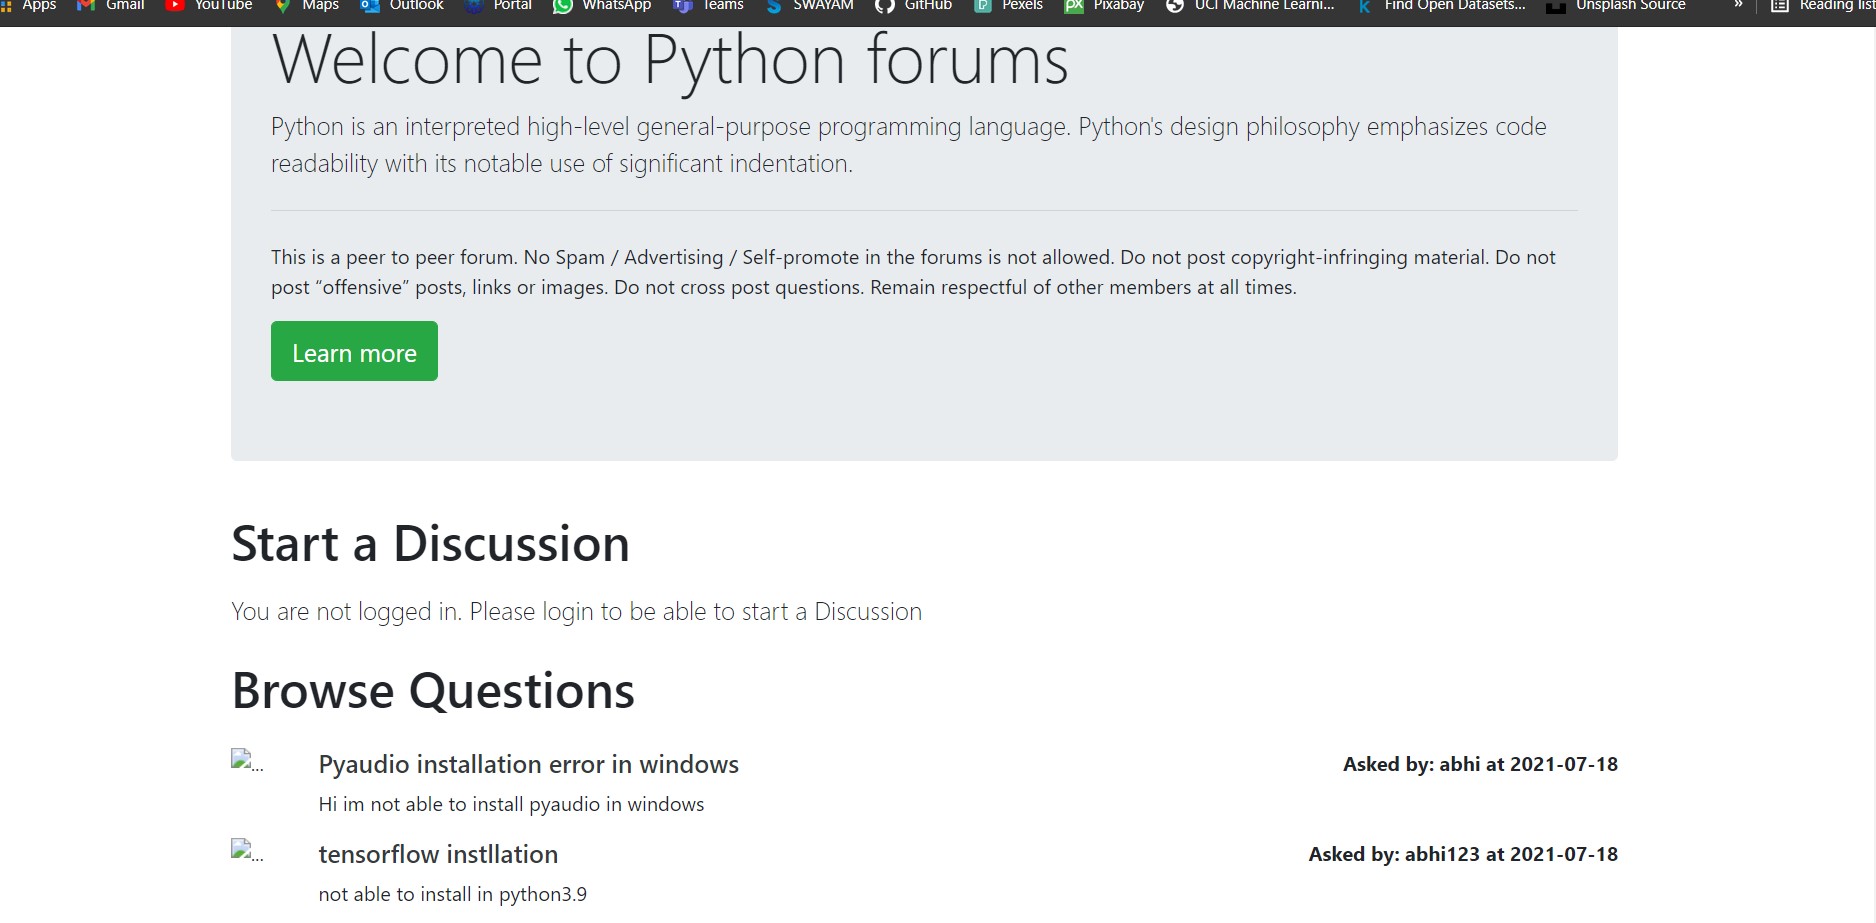 Apps Gmail YouTube Maps Outlook Portal WhatsApp Teams SWAYAM GitHub Pexels Pixabay UCI Machine Learni... Find Open Datasets... Unsplash Source » Reading list
Welcome to Python forums
Python is an interpreted high-level general-purpose programming language. Python's design philosophy emphasizes code
readability with its notable use of significant indentation.
This is a peer to peer forum. No Spam / Advertising / Self-promote in the forums is not allowed. Do not post copyright-infringing material. Do not
post “offensive” posts, links or images. Do not cross post questions. Remain respectful of other members at all times.
Learn more
Start a Discussion
You are not logged in. Please login to be able to start a Discussion
Browse Questions
... Pyaudio installation error in windows Asked by: abhi at 2021-07-18
Hi im not able to install pyaudio in windows
... tensorflow instllation Asked by: abhi123 at 2021-07-18
not able to install in python3.9